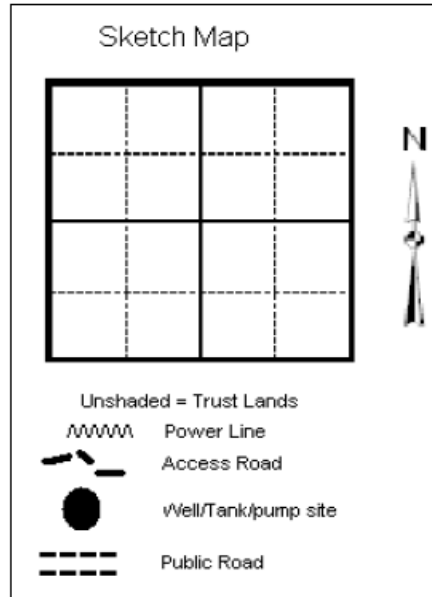 Sketch Map
N
Unshaded = Trust Lands
Power Line
Access Road
Well/Tank/pump site
Public Road